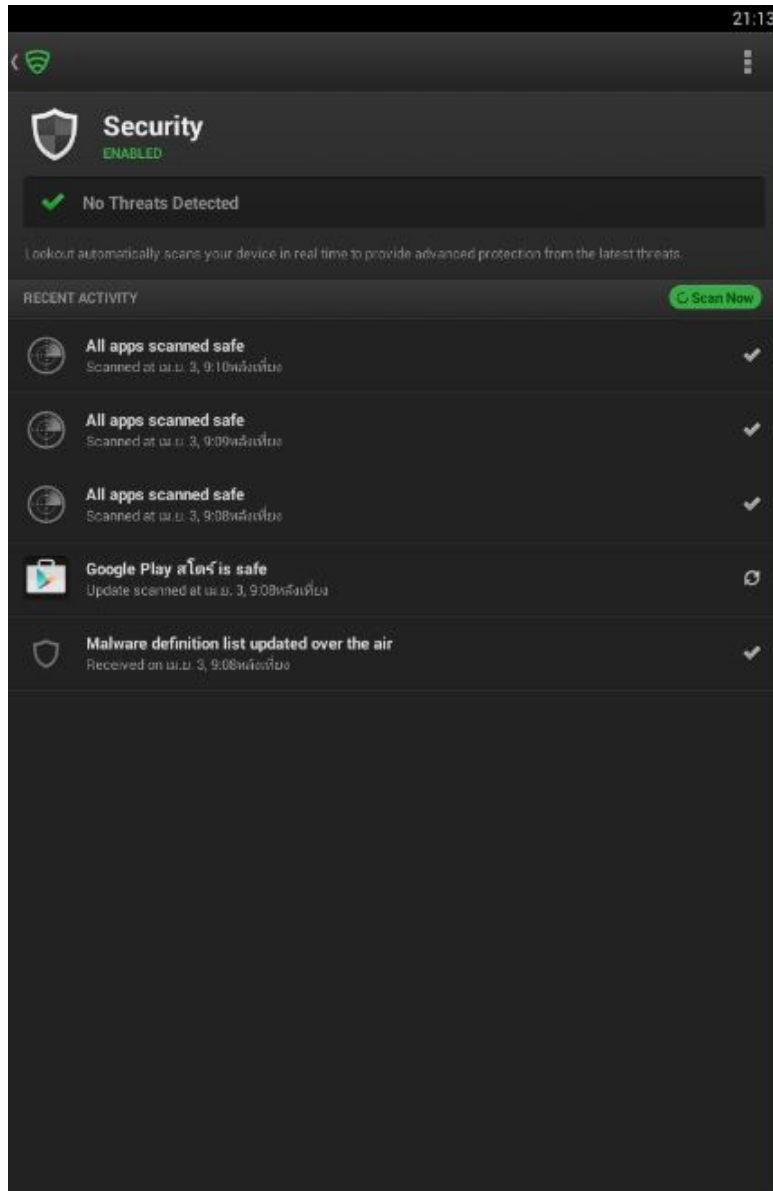 21:13
Security
ENABLED
No Threats Detected
Lookout automatically scans your device in real time to provide advanced protection from the latest threats.
RECENT ACTIVITY
Scan Now
All apps scanned safe
Scanned at เม.ย. 3, 9:10หลังเที่ยง
All apps scanned safe
Scanned at เม.ย. 3, 9:09หลังเที่ยง
All apps scanned safe
Scanned at เม.ย. 3, 9:08หลังเที่ยง
Google Play สโตร์ is safe
Update scanned at เม.ย. 3, 9:08หลังเที่ยง
Malware definition list updated over the air
Received on เม.ย. 3, 9:08หลังเที่ยง